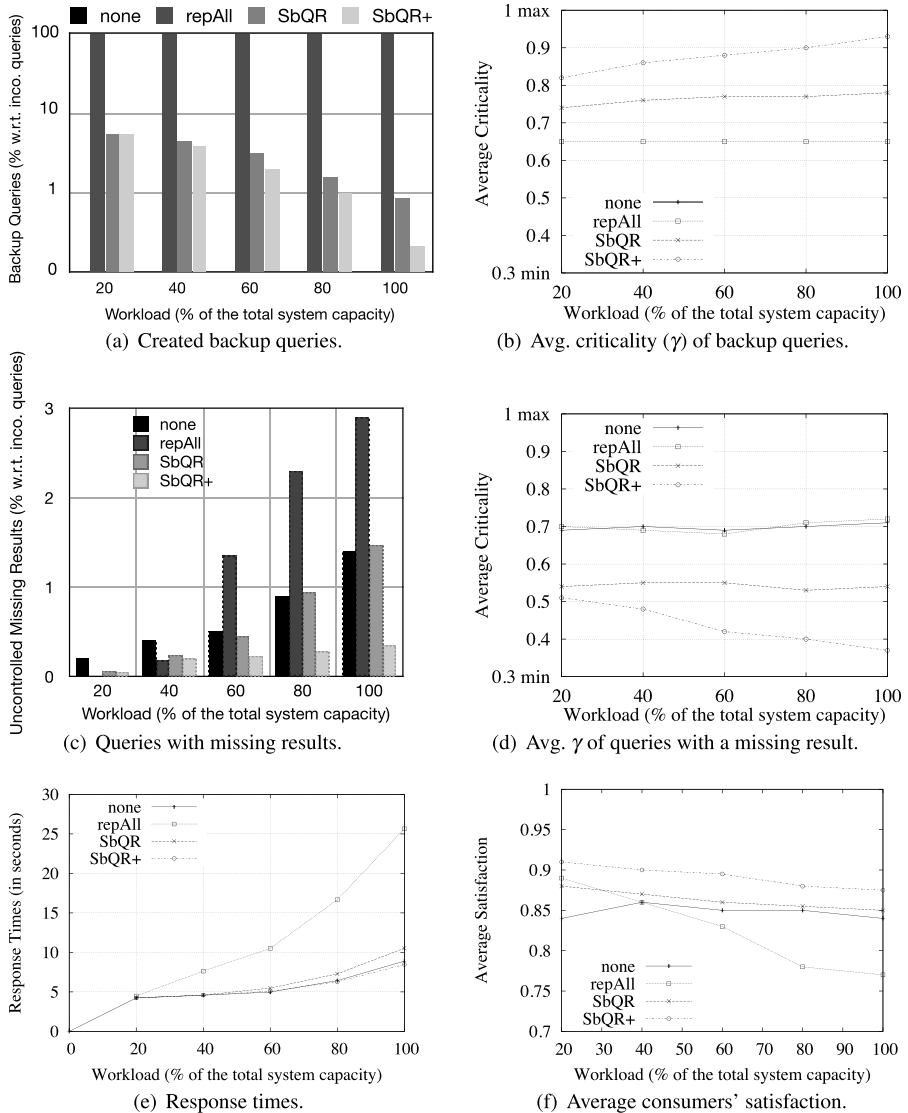 none repAll SbQR SbQR+
Backup Queries (% w.r.t. inco. queries)
100
10
1
0
20 40 60 80 100
Workload (% of the total system capacity)
(a) Created backup queries.
Average Criticality
1 max
0.9
0.8
0.7
0.6
0.5
0.4
0.3 min
none
repAll
SbQR
SbQR+
20 40 60 80 100
Workload (% of the total system capacity)
(b) Avg. criticality (γ) of backup queries.
Uncontrolled Missing Results (% w.r.t. inco. queries)
3
2
1
0
none
repAll
SbQR
SbQR+
20 40 60 80 100
Workload (% of the total system capacity)
(c) Queries with missing results.
Average Criticality
1 max
0.9
0.8
0.7
0.6
0.5
0.4
0.3 min
none
repAll
SbQR
SbQR+
20 40 60 80 100
Workload (% of the total system capacity)
(d) Avg. γ of queries with a missing result.
Response Times (in seconds)
30
25
20
15
10
5
0
none
repAll
SbQR
SbQR+
0 20 40 60 80 100
Workload (% of the total system capacity)
(e) Response times.
Average Satisfaction
1
0.95
0.9
0.85
0.8
0.75
0.7
none
repAll
SbQR
SbQR+
20 30 40 50 60 70 80 90 100
Workload (% of the total system capacity)
(f) Average consumers' satisfaction.